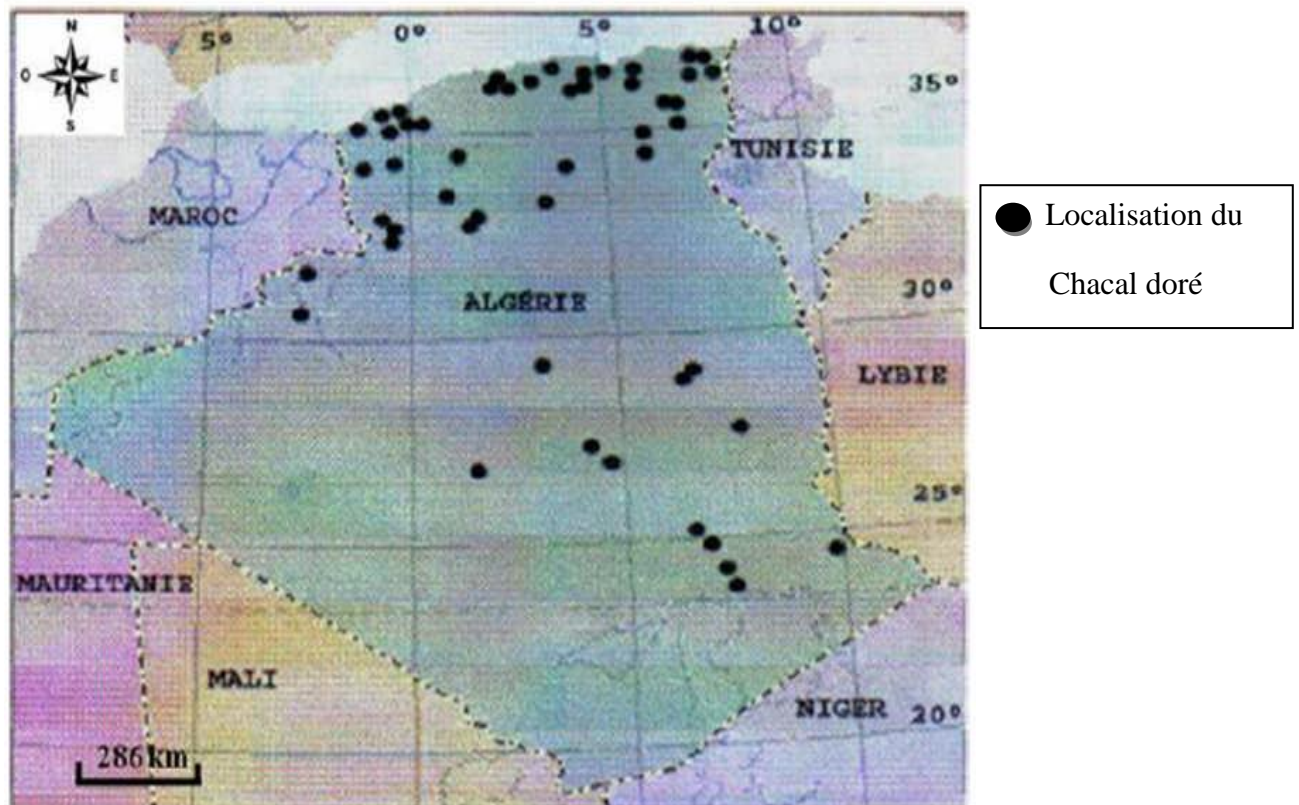 N
O E
S
5° 0° 5° 10°
35°
TUNISIE
MAROC
30°
ALGÉRIE
LYBIE
25°
MAURITANIE
MALI
NIGER 20°
286 km
Localisation du
Chacal doré